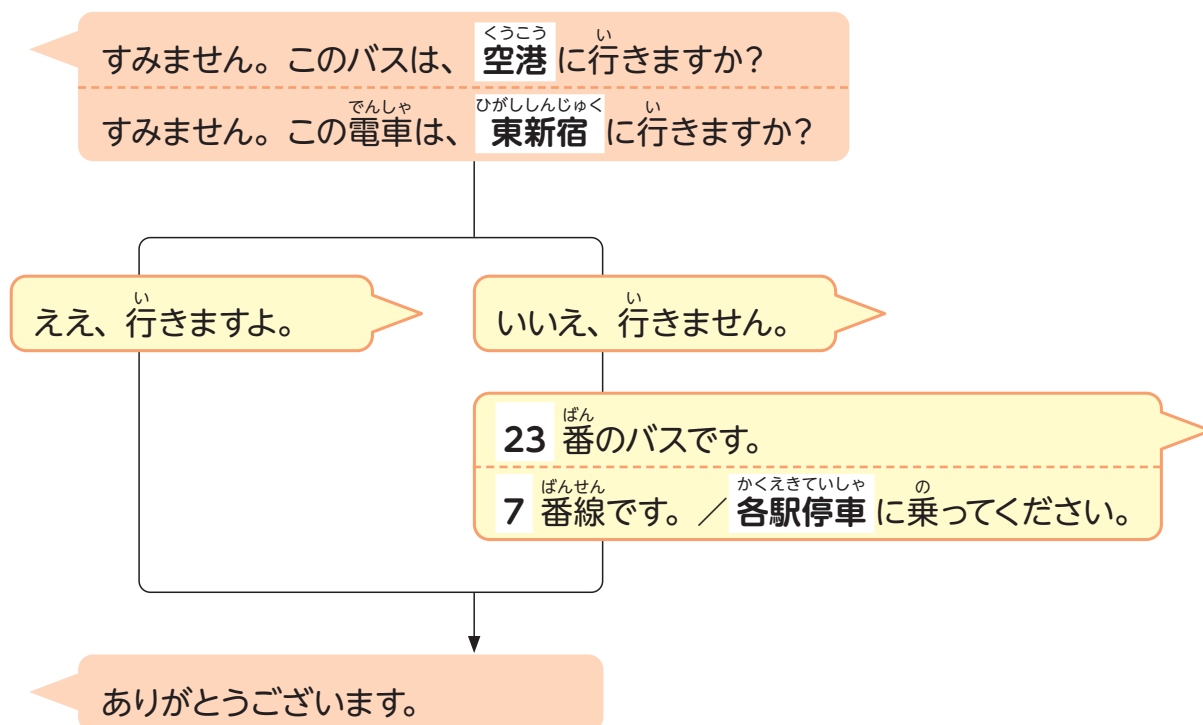 すみません。このバスは、空港に行きますか?
すみません。この電車は、東新宿に行きますか?
ええ、行きますよ。
いいえ、行きません。
23番のバスです。
7番線です。／各駅停車に乗ってください。
ありがとうございます。